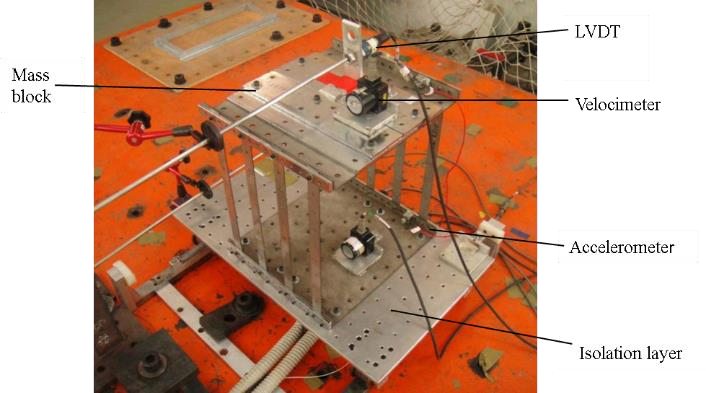 LVDT
Mass
block
Velocimeter
Accelerometer
Isolation layer